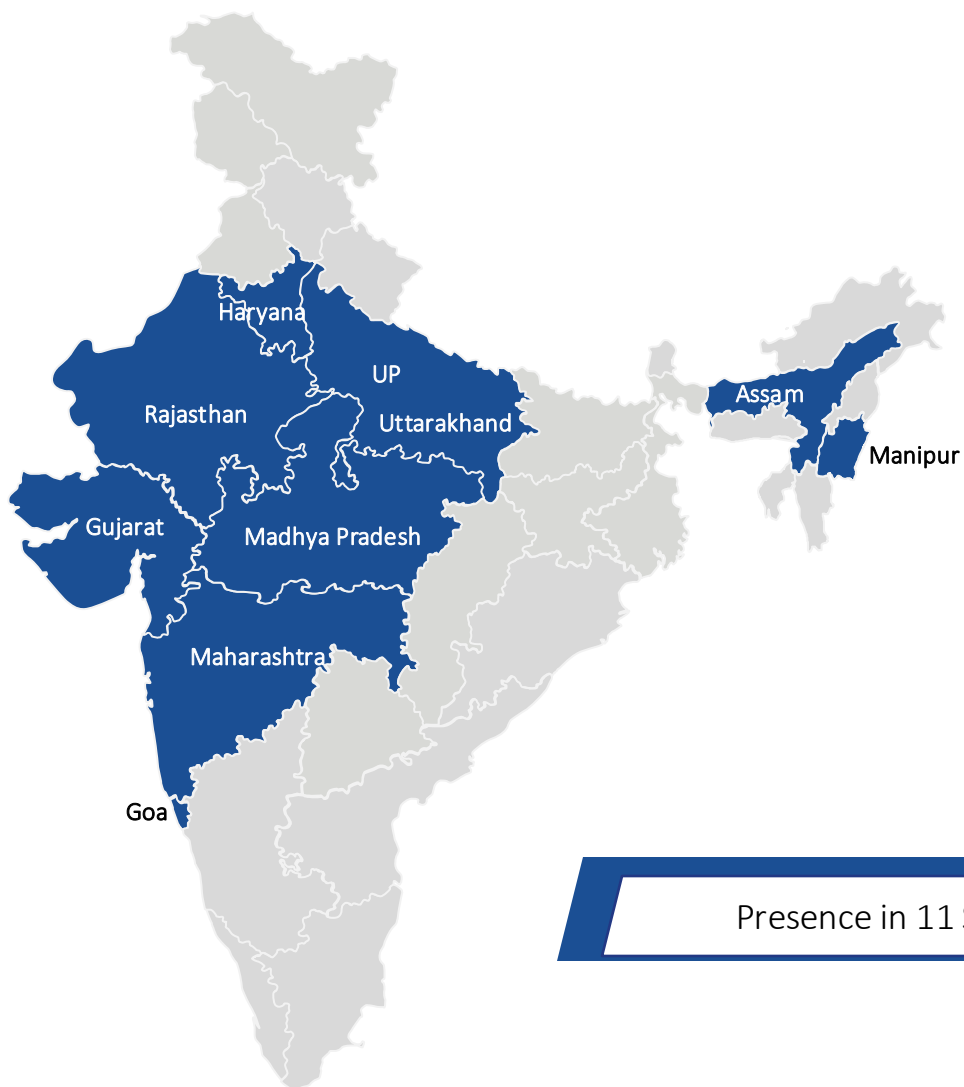 Haryana
UP
Rajasthan
Uttarakhand
Assam
Manipur
Gujarat
Madhya Pradesh
Maharashtra
Goa
Presence in 11